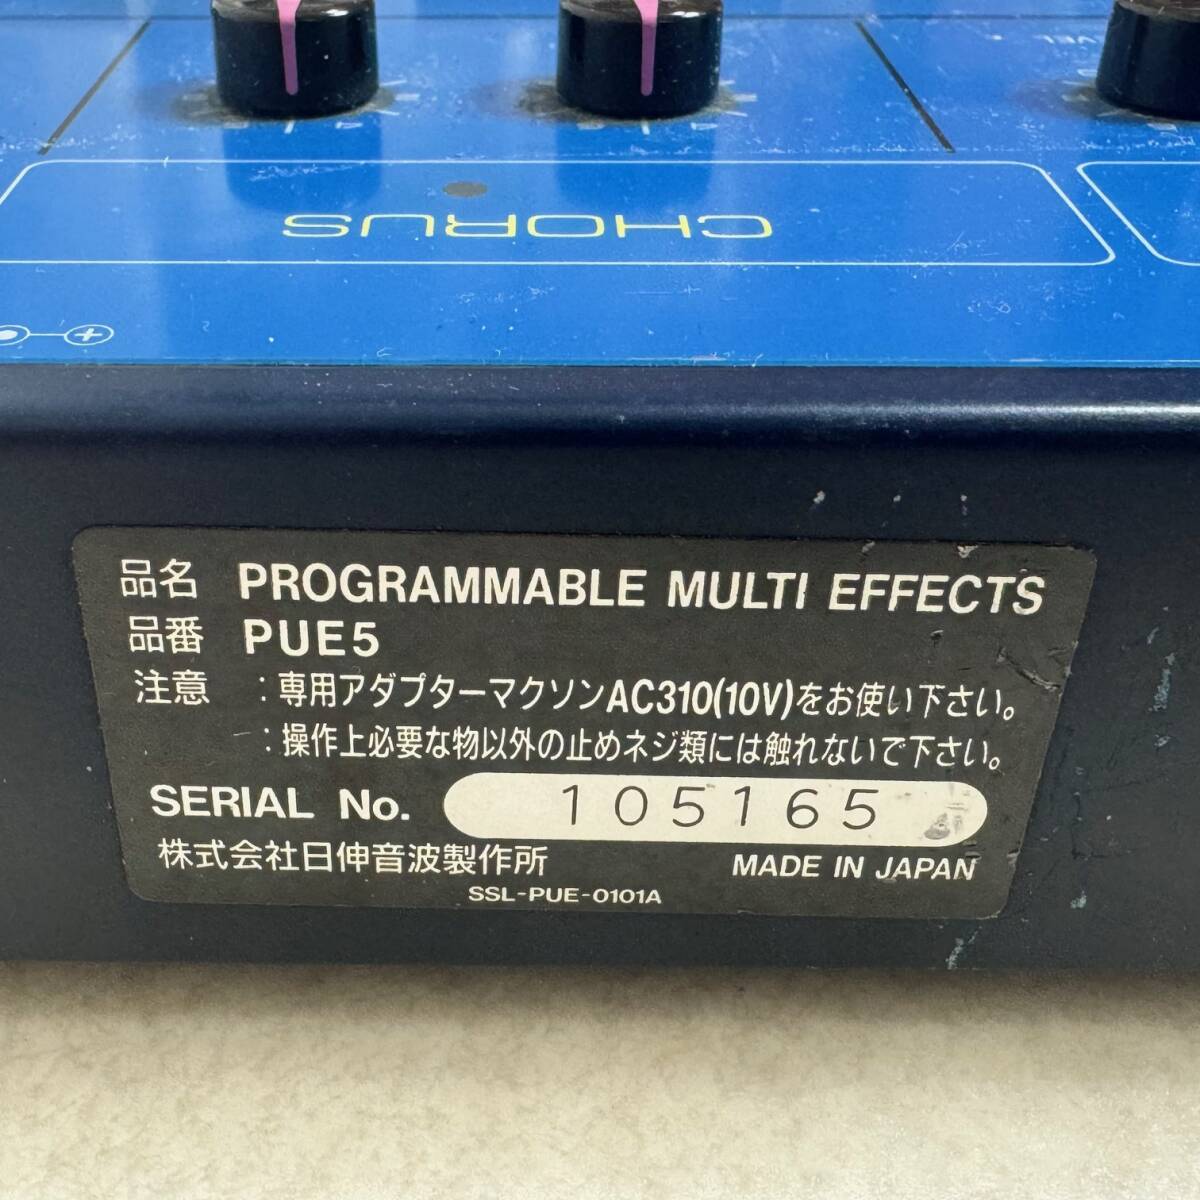 CHORUS
品名 PROGRAMMABLE MULTI EFFECTS
品番 PUE5
注意 :専用アダプターマクソンAC310(10V)をお使い下さい。
:操作上必要な物以外の止めネジ類には触れないで下さい。
SERIAL No. 105165
株式会社日伸音波製作所 MADE IN JAPAN
SSL-PUE-0101A